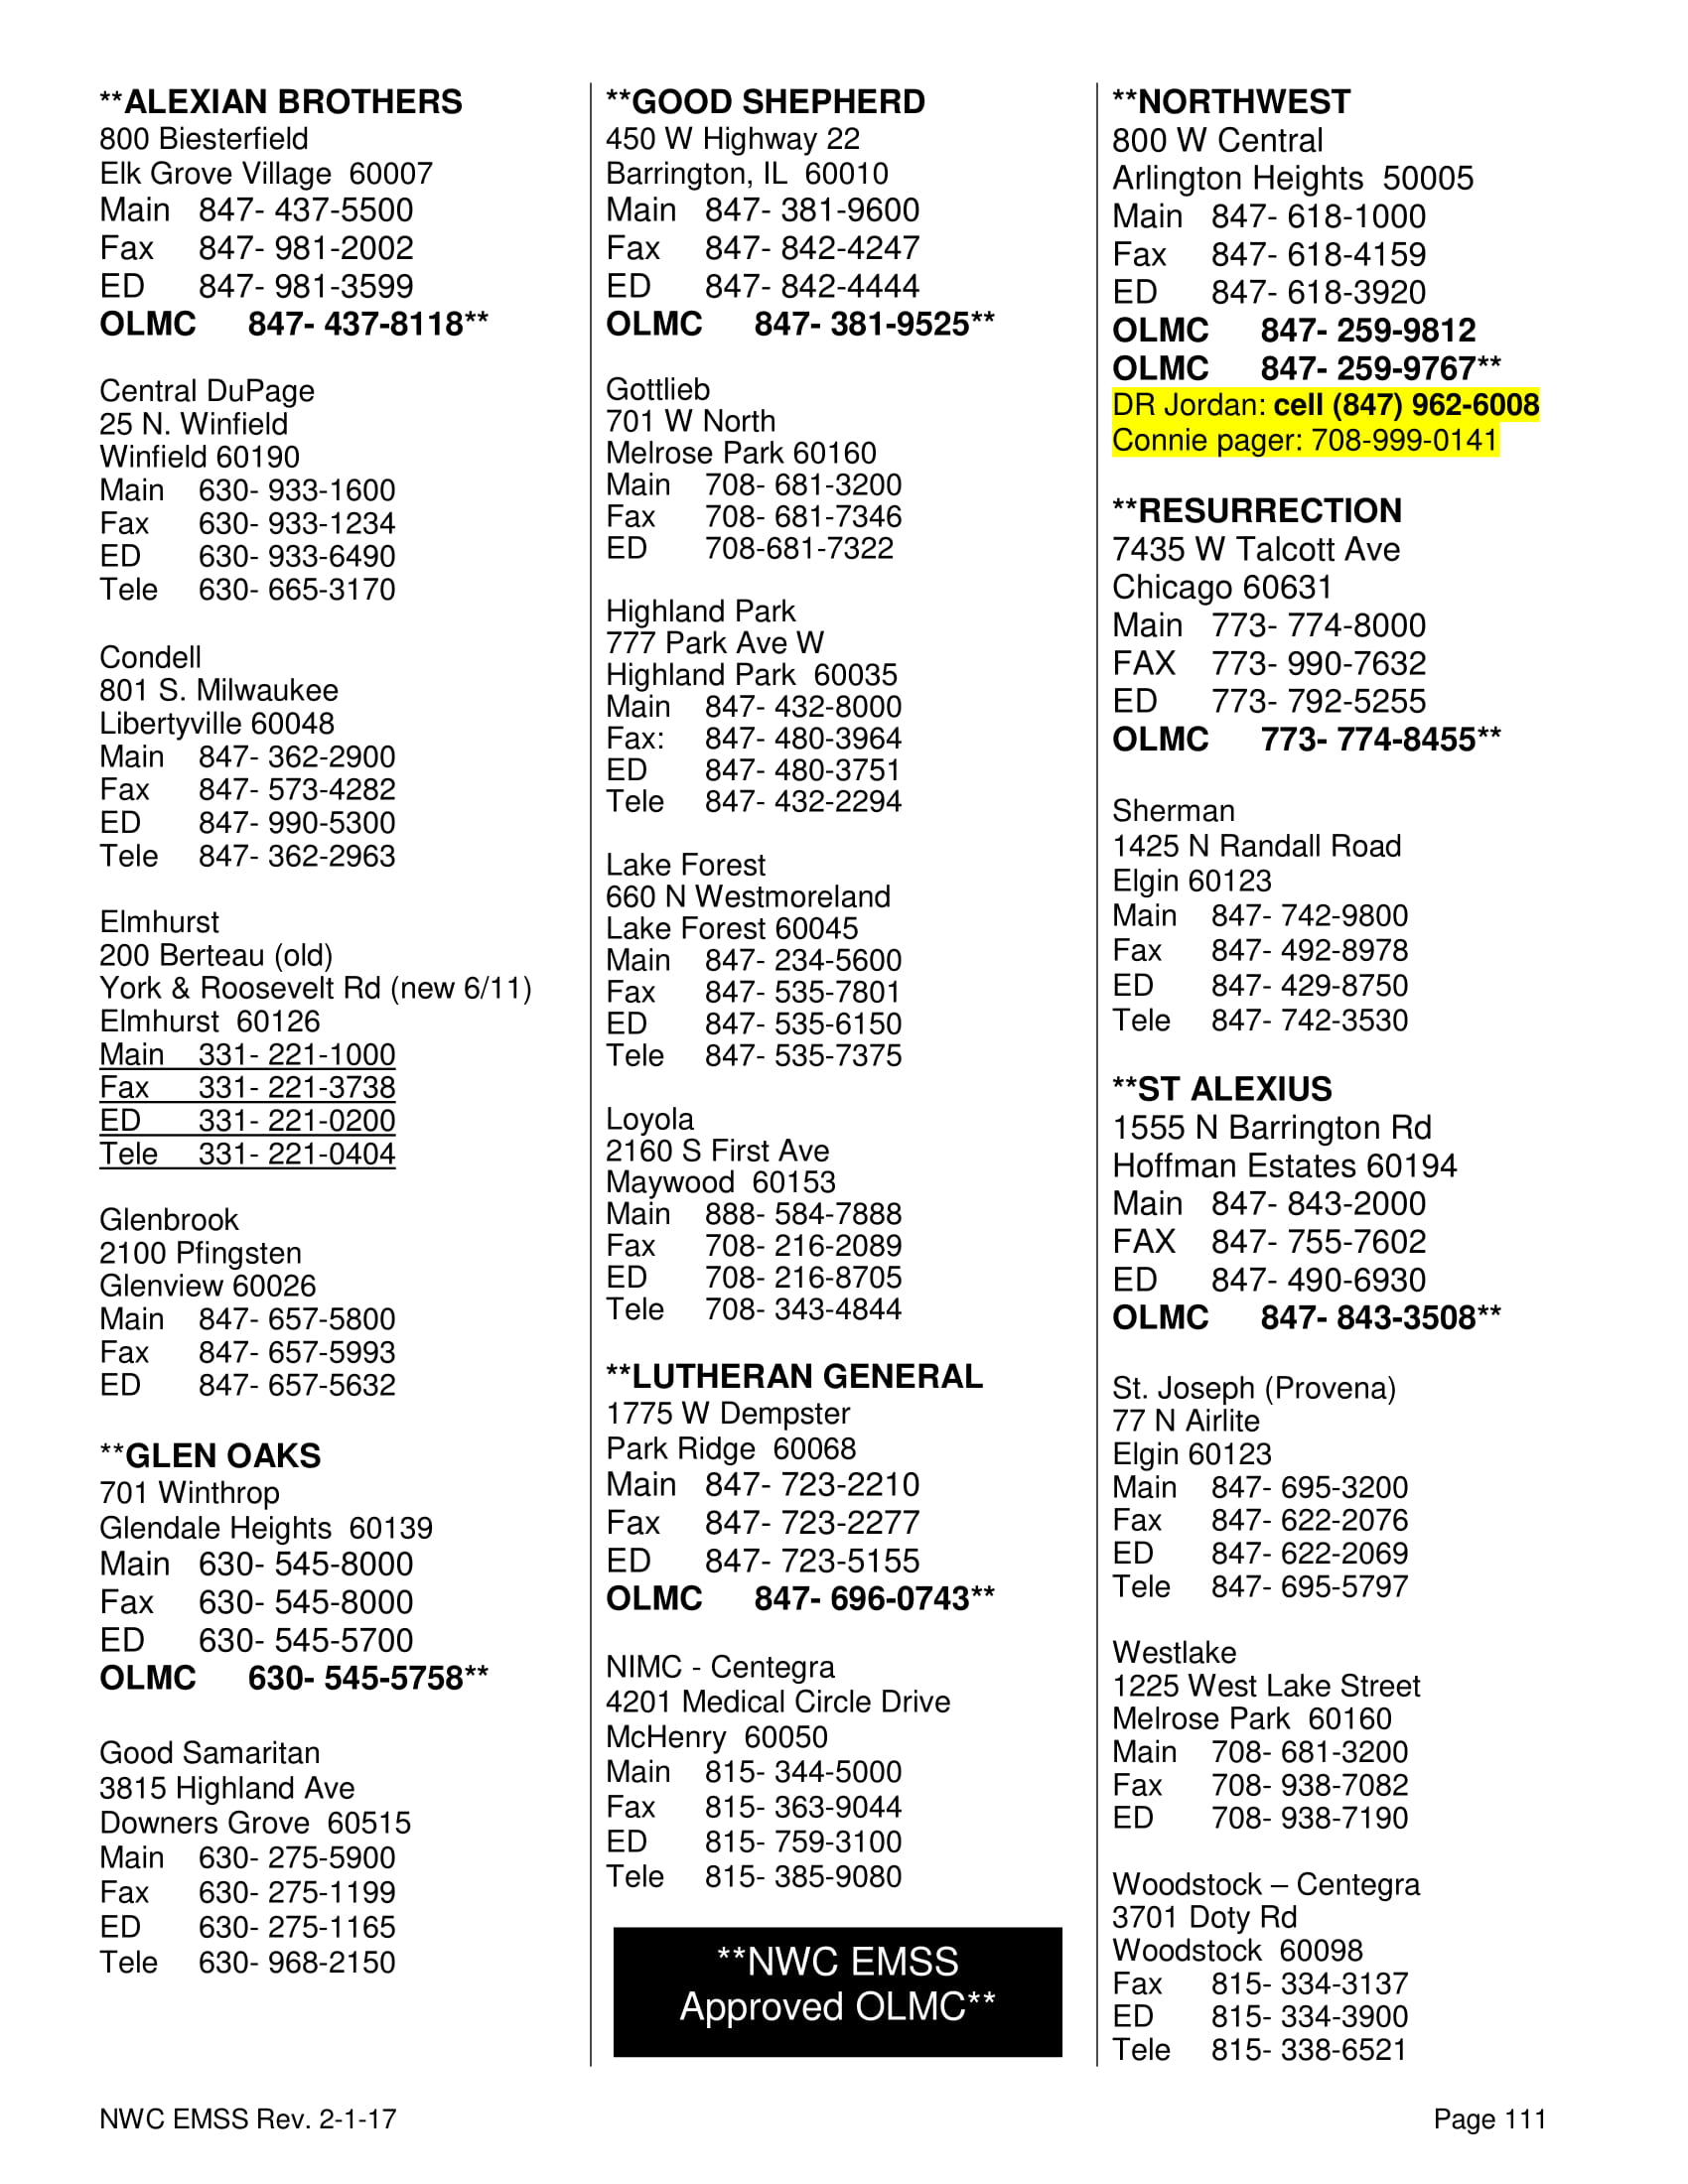 **ALEXIAN BROTHERS
800 Biesterfield
Elk Grove Village 60007
Main 847- 437-5500
Fax 847- 981-2002
ED 847- 981-3599
OLMC 847- 437-8118**
Central DuPage
25 N. Winfield
Winfield 60190
Main 630- 933-1600
Fax 630- 933-1234
ED 630- 933-6490
Tele 630- 665-3170
Condell
801 S. Milwaukee
Libertyville 60048
Main 847- 362-2900
Fax 847- 573-4282
ED 847- 990-5300
Tele 847- 362-2963
Elmhurst
200 Berteau (old)
York & Roosevelt Rd (new 6/11)
Elmhurst 60126
Main 331- 221-1000
Fax 331- 221-3738
ED 331- 221-0200
Tele 331- 221-0404
Glenbrook
2100 Pfingsten
Glenview 60026
Main 847- 657-5800
Fax 847- 657-5993
ED 847- 657-5632
**GLEN OAKS
701 Winthrop
Glendale Heights 60139
Main 630- 545-8000
Fax 630- 545-8000
ED 630- 545-5700
OLMC 630- 545-5758**
Good Samaritan
3815 Highland Ave
Downers Grove 60515
Main 630- 275-5900
Fax 630- 275-1199
ED 630- 275-1165
Tele 630- 968-2150
**GOOD SHEPHERD
450 W Highway 22
Barrington, IL 60010
Main 847- 381-9600
Fax 847- 842-4247
ED 847- 842-4444
OLMC 847- 381-9525**
Gottlieb
701 W North
Melrose Park 60160
Main 708- 681-3200
Fax 708- 681-7346
ED 708-681-7322
Highland Park
777 Park Ave W
Highland Park 60035
Main 847- 432-8000
Fax: 847- 480-3964
ED 847- 480-3751
Tele 847- 432-2294
Lake Forest
660 N Westmoreland
Lake Forest 60045
Main 847- 234-5600
Fax 847- 535-7801
ED 847- 535-6150
Tele 847- 535-7375
Loyola
2160 S First Ave
Maywood 60153
Main 888- 584-7888
Fax 708- 216-2089
ED 708- 216-8705
Tele 708- 343-4844
**LUTHERAN GENERAL
1775 W Dempster
Park Ridge 60068
Main 847- 723-2210
Fax 847- 723-2277
ED 847- 723-5155
OLMC 847- 696-0743**
NIMC - Centegra
4201 Medical Circle Drive
McHenry 60050
Main 815- 344-5000
Fax 815- 363-9044
ED 815- 759-3100
Tele 815- 385-9080
**NWC EMSS
Approved OLMC**
**NORTHWEST
800 W Central
Arlington Heights 50005
Main 847- 618-1000
Fax 847- 618-4159
ED 847- 618-3920
OLMC 847- 259-9812
OLMC 847- 259-9767**
DR Jordan: cell (847) 962-6008
Connie pager: 708-999-0141
**RESURRECTION
7435 W Talcott Ave
Chicago 60631
Main 773- 774-8000
FAX 773- 990-7632
ED 773- 792-5255
OLMC 773- 774-8455**
Sherman
1425 N Randall Road
Elgin 60123
Main 847- 742-9800
Fax 847- 492-8978
ED 847- 429-8750
Tele 847- 742-3530
**ST ALEXIUS
1555 N Barrington Rd
Hoffman Estates 60194
Main 847- 843-2000
FAX 847- 755-7602
ED 847- 490-6930
OLMC 847- 843-3508**
St. Joseph (Provena)
77 N Airlite
Elgin 60123
Main 847- 695-3200
Fax 847- 622-2076
ED 847- 622-2069
Tele 847- 695-5797
Westlake
1225 West Lake Street
Melrose Park 60160
Main 708- 681-3200
Fax 708- 938-7082
ED 708- 938-7190
Woodstock – Centegra
3701 Doty Rd
Woodstock 60098
Fax 815- 334-3137
ED 815- 334-3900
Tele 815- 338-6521
NWC EMSS Rev. 2-1-17
Page 111